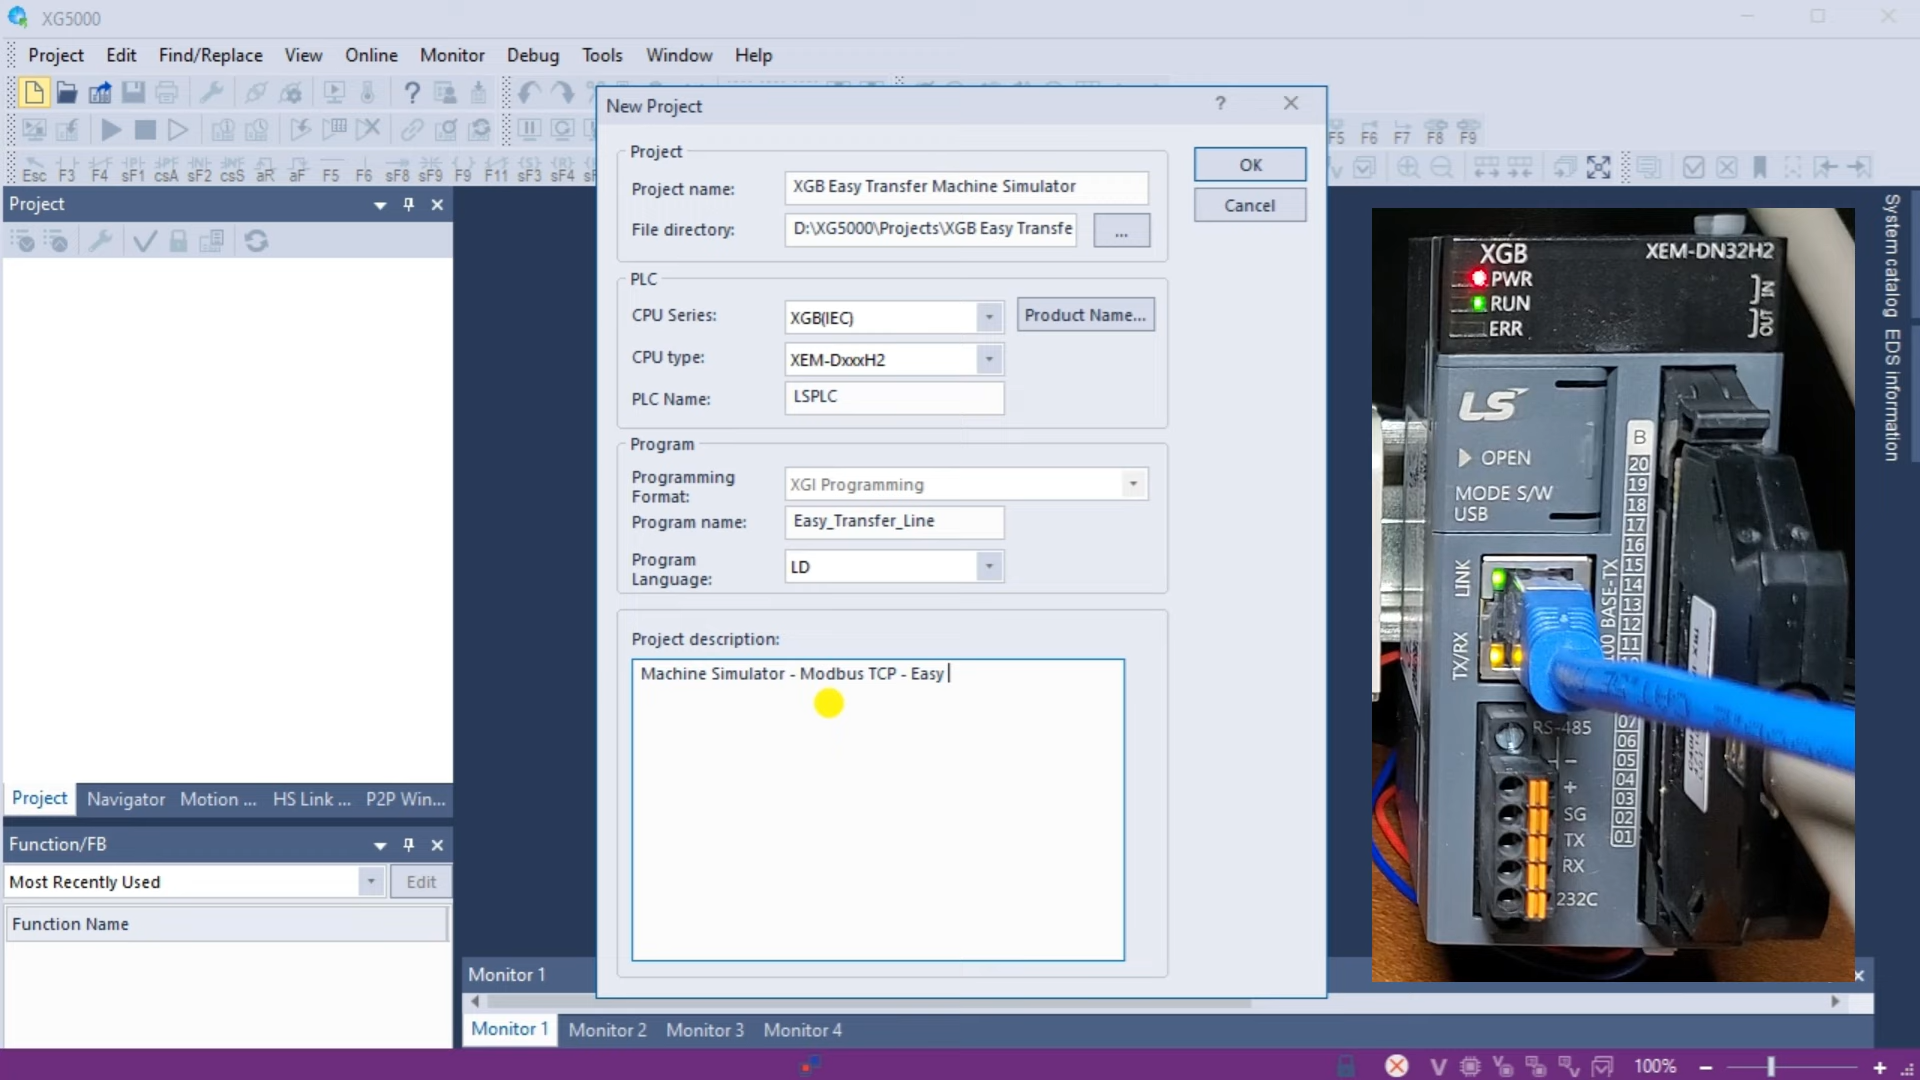 XG5000
Project Edit Find/Replace View Online Monitor Debug Tools Window Help
F5 F6 F7 F8 F9
Esc F3 F4 sF1 csA sF2 csS aR aF F5 F6 sF8 sF9 F9 F11 sF3 sF4
Project
Project Navigator Motion ... HS Link ... P2P Win...
Function/FB
Most Recently Used
Edit
Function Name
New Project
Project
Project name: XGB Easy Transfer Machine Simulator
File directory: D:\XG5000\Projects\XGB Easy Transfe ...
OK
Cancel
PLC
CPU Series: XGB(IEC) Product Name...
CPU type: XEM-DxxxH2
PLC Name: LSPLC
Program
Programming Format: XGI Programming
Program name: Easy_Transfer_Line
Program Language: LD
Project description:
Machine Simulator - Modbus TCP - Easy
Monitor 1
Monitor 1 Monitor 2 Monitor 3 Monitor 4
100%
System catalog
EDS information
XGB
XEM-DN32H2
PWR
RUN
ERR
IN
OUT
LS
OPEN
MODE S/W
USB
LINK
TX/RX
BASE-TX
B
20
19
18
17
16
15
14
13
12
11
07
06
05
04
03
02
01
RS-485
-
+
SG
TX
RX
232C